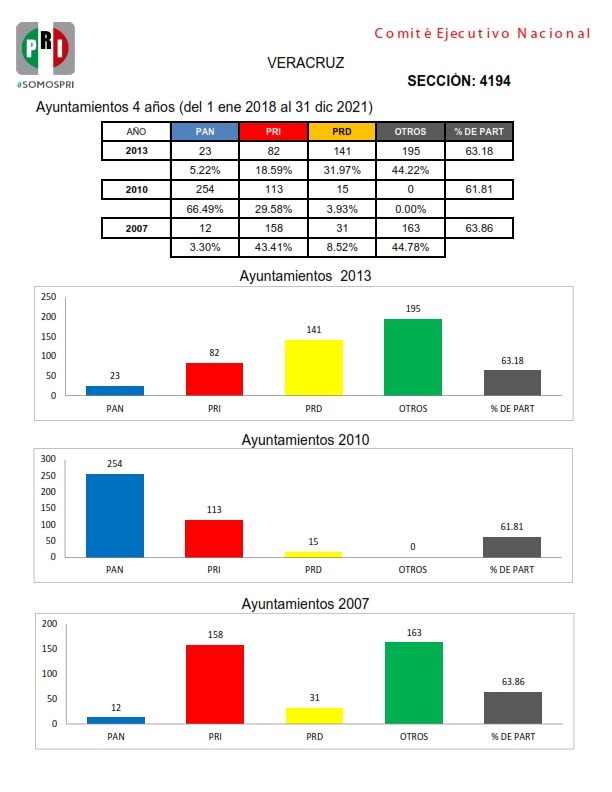 Comité Ejecutivo Nacional
PRI
#SOMOSPRI
VERACRUZ
SECCIÓN: 4194
Ayuntamientos 4 años (del 1 ene 2018 al 31 dic 2021)
AÑO PAN PRI PRD OTROS % DE PART
2013 23 82 141 195 63.18
5.22% 18.59% 31.97% 44.22%
2010 254 113 15 0 61.81
66.49% 29.58% 3.93% 0.00%
2007 12 158 31 163 63.86
3.30% 43.41% 8.52% 44.78%
Ayuntamientos 2013
250
200
150
100
50
0
23 82 141 195 63.18
PAN PRI PRD OTROS % DE PART
Ayuntamientos 2010
300
250
200
150
100
50
0
254 113 15 0 61.81
PAN PRI PRD OTROS % DE PART
Ayuntamientos 2007
200
150
100
50
0
12 158 31 163 63.86
PAN PRI PRD OTROS % DE PART